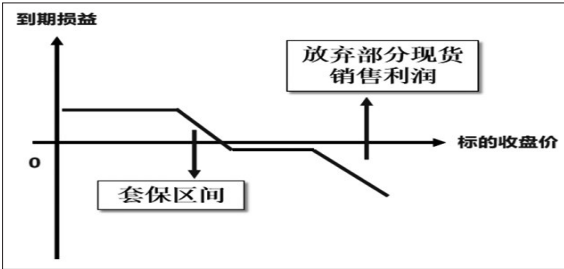 到期损益
放弃部分现货
销售利润
标的收盘价
0
套保区间